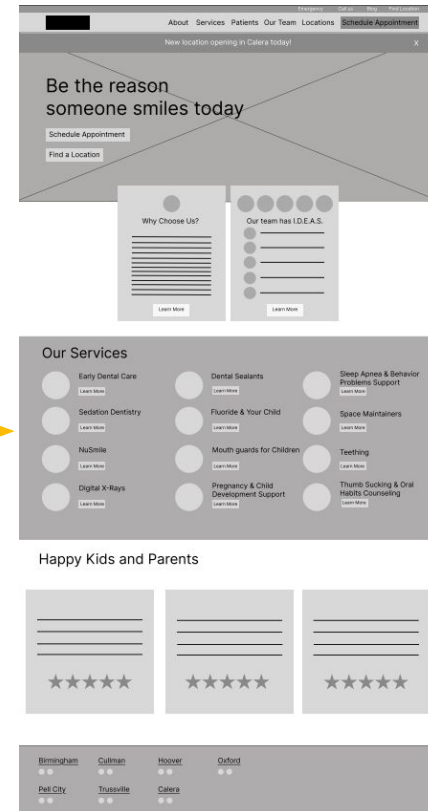 Emergency Call us Blog Find Location
About Services Patients Our Team Locations Schedule Appointment
New location opening in Calera today! X
Be the reason
someone smiles today
Schedule Appointment
Find a Location
Why Choose Us?
Learn More
Our team has I.D.E.A.S.
Learn More
Our Services
Early Dental Care
Learn More
Dental Sealants
Learn More
Sleep Apnea & Behavior
Problems Support
Learn More
Sedation Dentistry
Learn More
Fluoride & Your Child
Learn More
Space Maintainers
Learn More
NuSmile
Learn More
Mouth guards for Children
Learn More
Teething
Learn More
Digital X-Rays
Learn More
Pregnancy & Child
Development Support
Learn More
Thumb Sucking & Oral
Habits Counseling
Learn More
Happy Kids and Parents
Birmingham Cullman Hoover Oxford
Pell City Trussville Calera